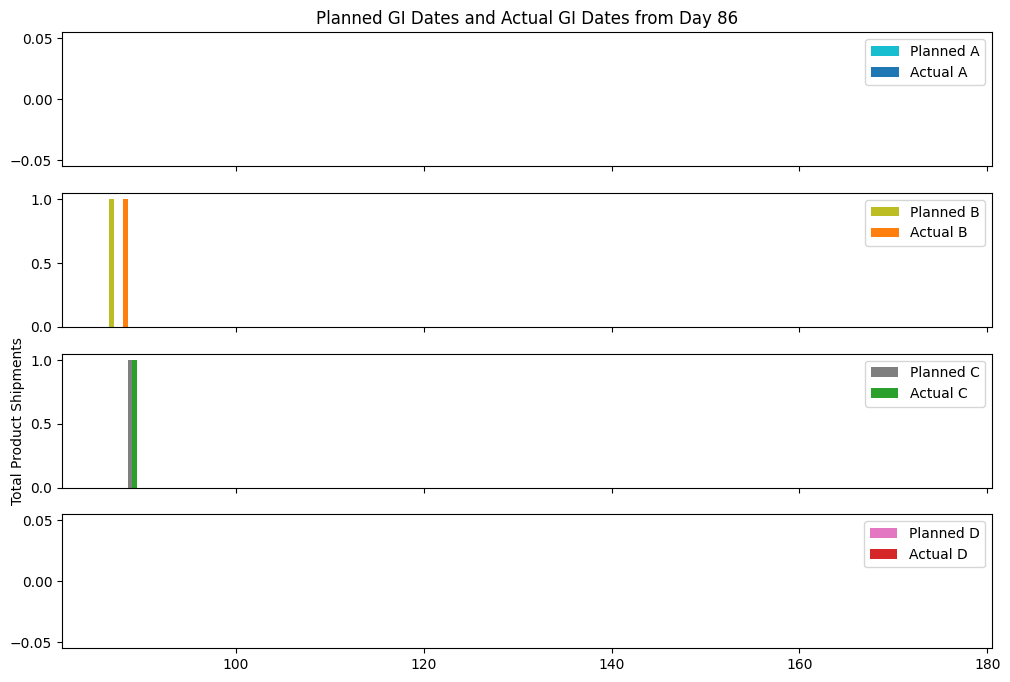 Planned GI Dates and Actual GI Dates from Day 86
0.05
0.00
−0.05
Planned A
Actual A
1.0
0.5
0.0
Planned B
Actual B
Total Product Shipments
1.0
0.5
0.0
Planned C
Actual C
0.05
0.00
−0.05
Planned D
Actual D
100 120 140 160 180